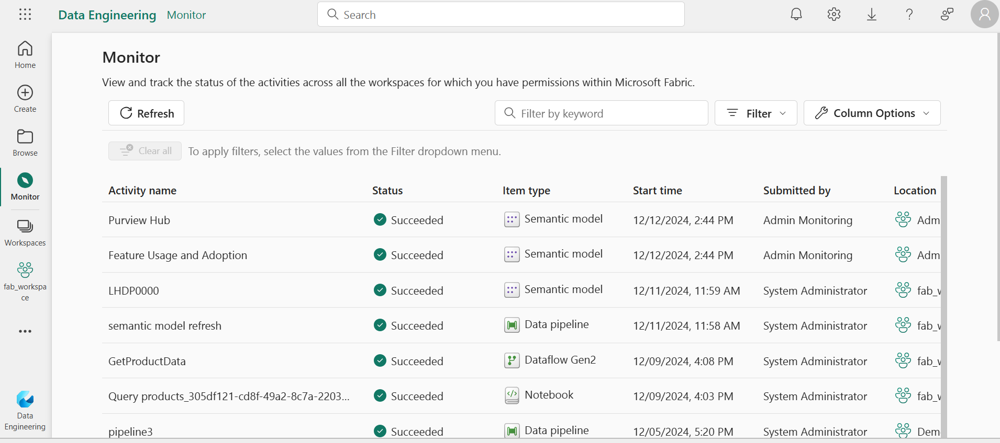 Data Engineering Monitor
Search
Home
Create
Browse
Monitor
Workspaces
fab_workspa
ce
Data
Engineering
Monitor
View and track the status of the activities across all the workspaces for which you have permissions within Microsoft Fabric.
Refresh
Filter by keyword
Filter
Column Options
Clear all
To apply filters, select the values from the Filter dropdown menu.
Activity name Status Item type Start time Submitted by Location
Purview Hub Succeeded Semantic model 12/12/2024, 2:44 PM Admin Monitoring Adm
Feature Usage and Adoption Succeeded Semantic model 12/12/2024, 2:44 PM Admin Monitoring Adm
LHDP0000 Succeeded Semantic model 12/11/2024, 11:59 AM System Administrator fab_w
semantic model refresh Succeeded Data pipeline 12/11/2024, 11:58 AM System Administrator fab_w
GetProductData Succeeded Dataflow Gen2 12/09/2024, 4:08 PM System Administrator fab_w
Query products_305df121-cd8f-49a2-8c7a-2203... Succeeded Notebook 12/09/2024, 4:03 PM System Administrator fab_w
pipeline3 Succeeded Data pipeline 12/05/2024, 5:20 PM System Administrator Dem